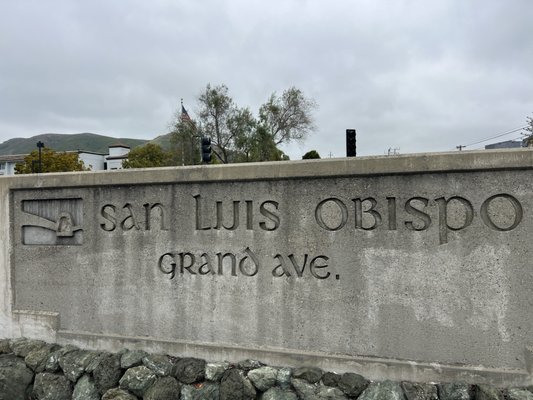 San Luis Obispo
Grand Ave.